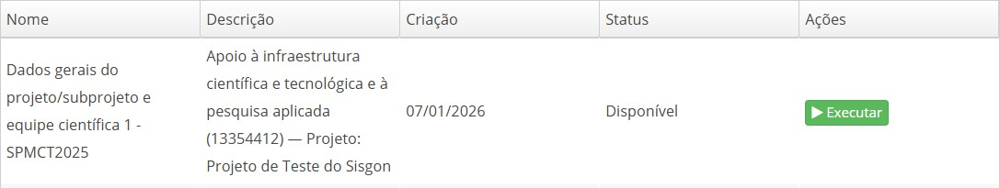 Nome Descrição Criação Status Ações
Dados gerais do
projeto/subprojeto e
equipe científica 1 -
SPMCT2025
Apoio à infraestrutura
científica e tecnológica e à
pesquisa aplicada
(13354412) — Projeto:
Projeto de Teste do Sisgon
07/01/2026
Disponível
Executar